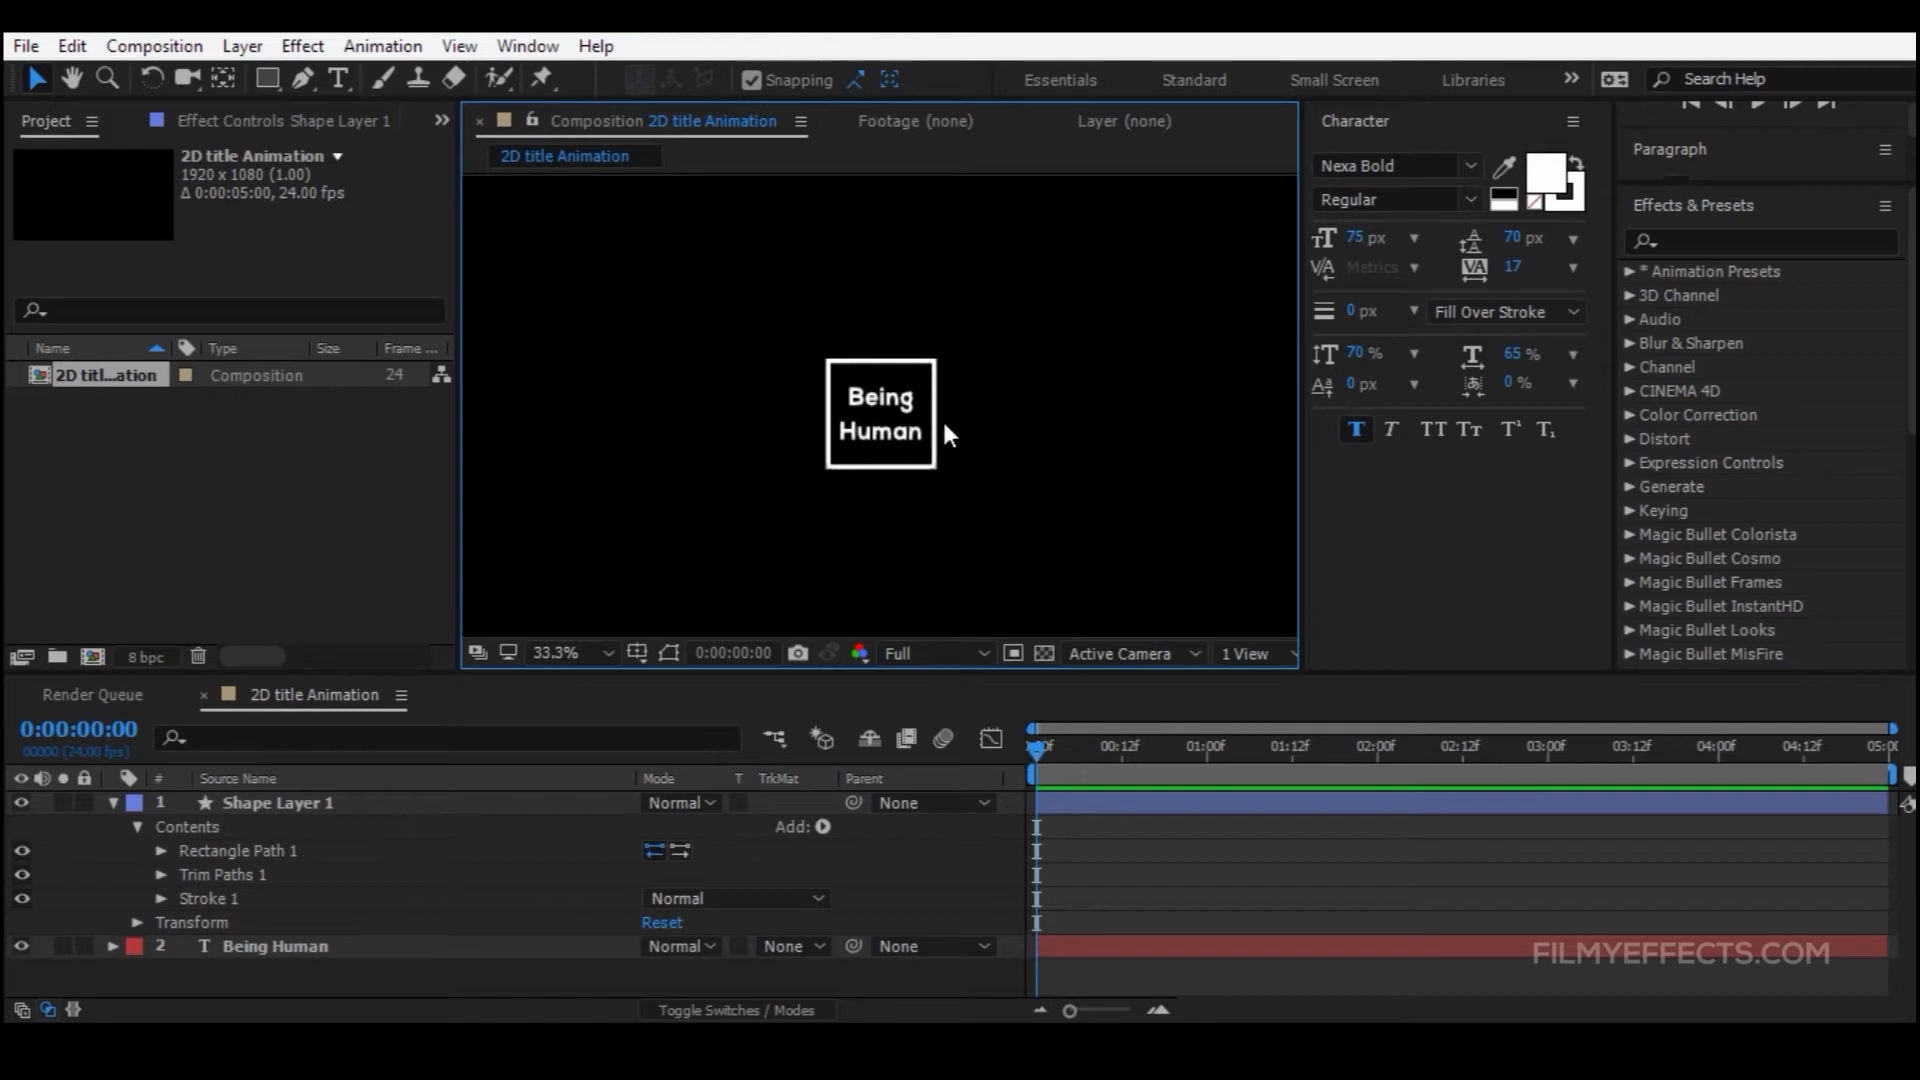 File Edit Composition Layer Effect Animation View Window Help
Snapping Essentials Standard Small Screen Libraries Search Help
Project Effect Controls Shape Layer 1
2D title Animation
1920 x 1080 (1.00)
Δ 0:00:05:00, 24.00 fps
Name Type Size Frame ...
2D titl...ation Composition 24
8 bpc
Composition 2D title Animation Footage (none) Layer (none)
2D title Animation
Being
Human
33.3% 0:00:00:00 Full Active Camera 1 View
Character
Nexa Bold
Regular
75 px 70 px
Metrics 17
0 px Fill Over Stroke
70 % 65 %
0 px 0 %
T T TT Tт T¹ T₁
Paragraph
Effects & Presets
* Animation Presets
3D Channel
Audio
Blur & Sharpen
Channel
CINEMA 4D
Color Correction
Distort
Expression Controls
Generate
Keying
Magic Bullet Colorista
Magic Bullet Cosmo
Magic Bullet Frames
Magic Bullet InstantHD
Magic Bullet Looks
Magic Bullet MisFire
Render Queue 2D title Animation
0:00:00:00
00000 (24.00 fps)
00:12f 01:00f 01:12f 02:00f 02:12f 03:00f 03:12f 04:00f 04:12f
# Source Name Mode T TrkMat Parent
1 Shape Layer 1 Normal None
Contents Add:
Rectangle Path 1
Trim Paths 1
Stroke 1 Normal
Transform Reset
2 T Being Human Normal None None
FILMYEFFECTS.COM
Toggle Switches / Modes